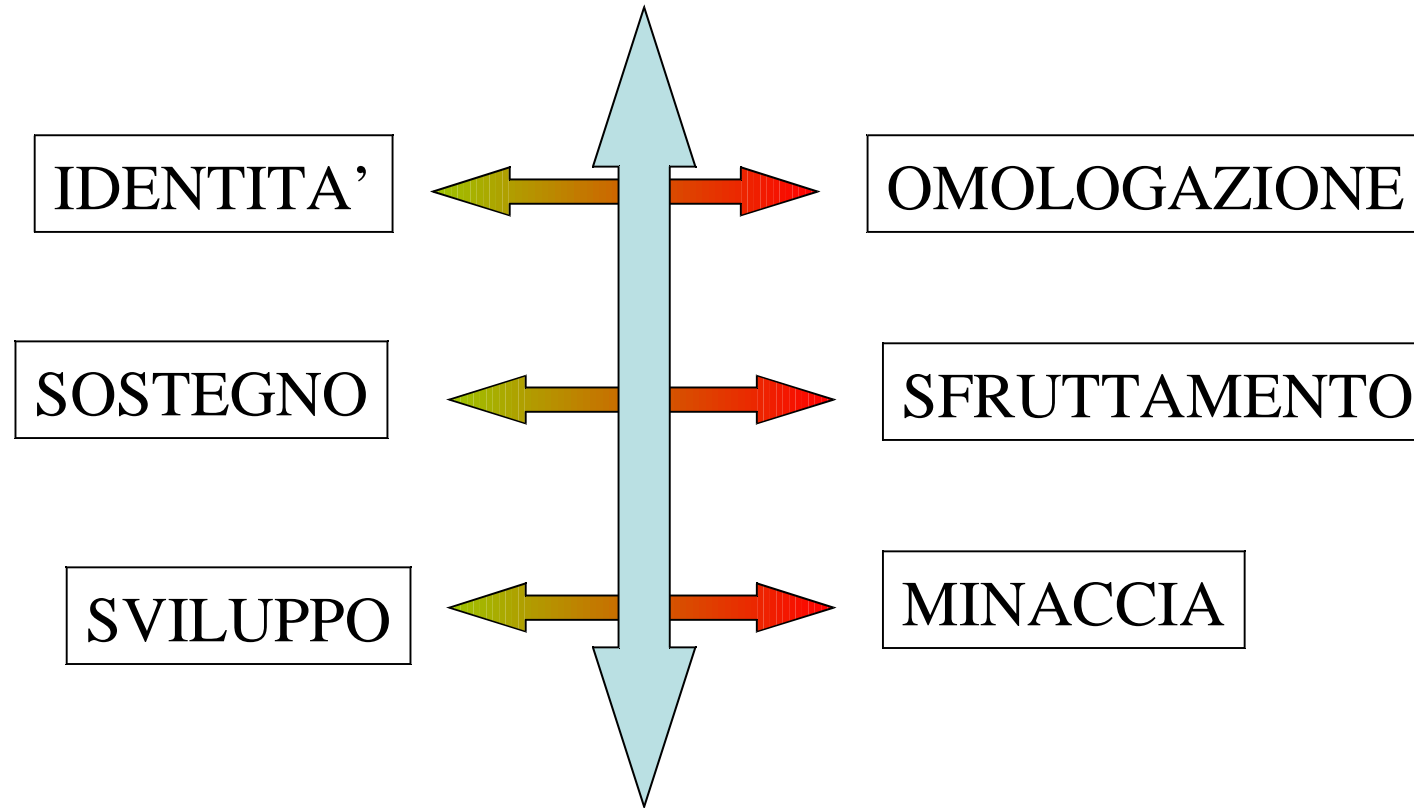 IDENTITA’
OMOLOGAZIONE
SOSTEGNO
SFRUTTAMENTO
SVILUPPO
MINACCIA